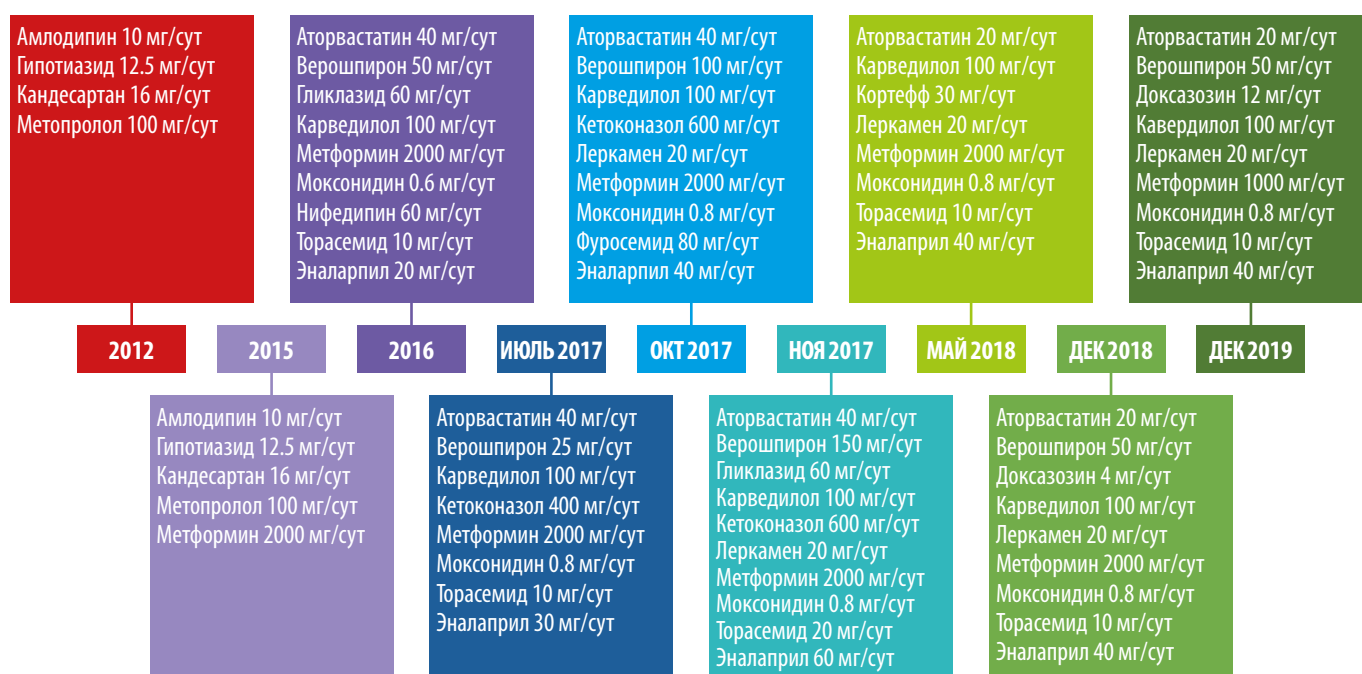 Амлодипин 10 мг/сут
Гипотиазид 12.5 мг/сут
Кандесартан 16 мг/сут
Метопролол 100 мг/сут
Аторвастатин 40 мг/сут
Верошпирон 50 мг/сут
Гликлазид 60 мг/сут
Карведилол 100 мг/сут
Метформин 2000 мг/сут
Моксонидин 0.6 мг/сут
Нифедипин 60 мг/сут
Торасемид 10 мг/сут
Эналарпил 20 мг/сут
Аторвастатин 40 мг/сут
Верошпирон 100 мг/сут
Карведилол 100 мг/сут
Кетоконазол 600 мг/сут
Леркамен 20 мг/сут
Метформин 2000 мг/сут
Моксонидин 0.8 мг/сут
Фуросемид 80 мг/сут
Эналарпил 40 мг/сут
Аторвастатин 20 мг/сут
Карведилол 100 мг/сут
Кортефф 30 мг/сут
Леркамен 20 мг/сут
Метформин 2000 мг/сут
Моксонидин 0.8 мг/сут
Торасемид 10 мг/сут
Эналаприл 40 мг/сут
Аторвастатин 20 мг/сут
Верошпирон 50 мг/сут
Доксазозин 12 мг/сут
Кавердилол 100 мг/сут
Леркамен 20 мг/сут
Метформин 1000 мг/сут
Моксонидин 0.8 мг/сут
Торасемид 10 мг/сут
Эналаприл 40 мг/сут
2012
2015
2016
ИЮЛЬ 2017
ОКТ 2017
НОЯ 2017
МАЙ 2018
ДЕК 2018
ДЕК 2019
Амлодипин 10 мг/сут
Гипотиазид 12.5 мг/сут
Кандесартан 16 мг/сут
Метопролол 100 мг/сут
Метформин 2000 мг/сут
Аторвастатин 40 мг/сут
Верошпирон 25 мг/сут
Карведилол 100 мг/сут
Кетоконазол 400 мг/сут
Метформин 2000 мг/сут
Моксонидин 0.8 мг/сут
Торасемид 10 мг/сут
Эналаприл 30 мг/сут
Аторвастатин 40 мг/сут
Верошпирон 150 мг/сут
Гликлазид 60 мг/сут
Карведилол 100 мг/сут
Кетоконазол 600 мг/сут
Леркамен 20 мг/сут
Метформин 2000 мг/сут
Моксонидин 0.8 мг/сут
Торасемид 20 мг/сут
Эналаприл 60 мг/сут
Аторвастатин 20 мг/сут
Верошпирон 50 мг/сут
Доксазозин 4 мг/сут
Карведилол 100 мг/сут
Леркамен 20 мг/сут
Метформин 2000 мг/сут
Моксонидин 0.8 мг/сут
Торасемид 10 мг/сут
Эналаприл 40 мг/сут